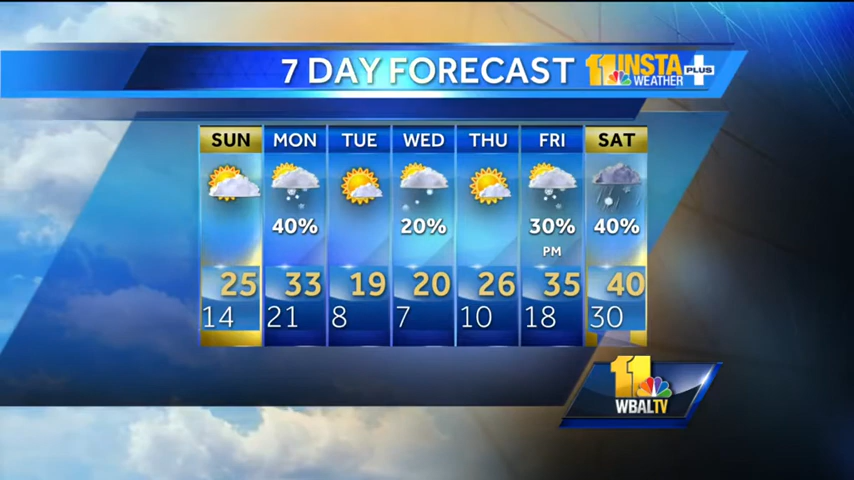 7 DAY FORECAST 11 INSTA WEATHER PLUS
SUN MON TUE WED THU FRI SAT
40% 20% 30% 40%
PM
25 33 19 20 26 35 40
14 21 8 7 10 18 30
11
WBALTV